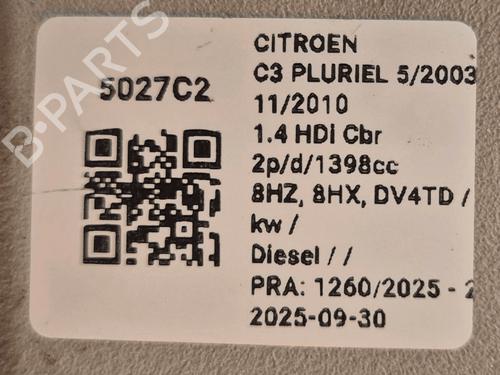 B-PARTS
5027C2
CITROEN
C3 PLURIEL 5/2003
11/2010
1.4 HDi Cbr
2p/d/1398cc
8HZ, 8HX, DV4TD /
kw /
Diesel / /
PRA: 1260/2025 - 2
2025-09-30